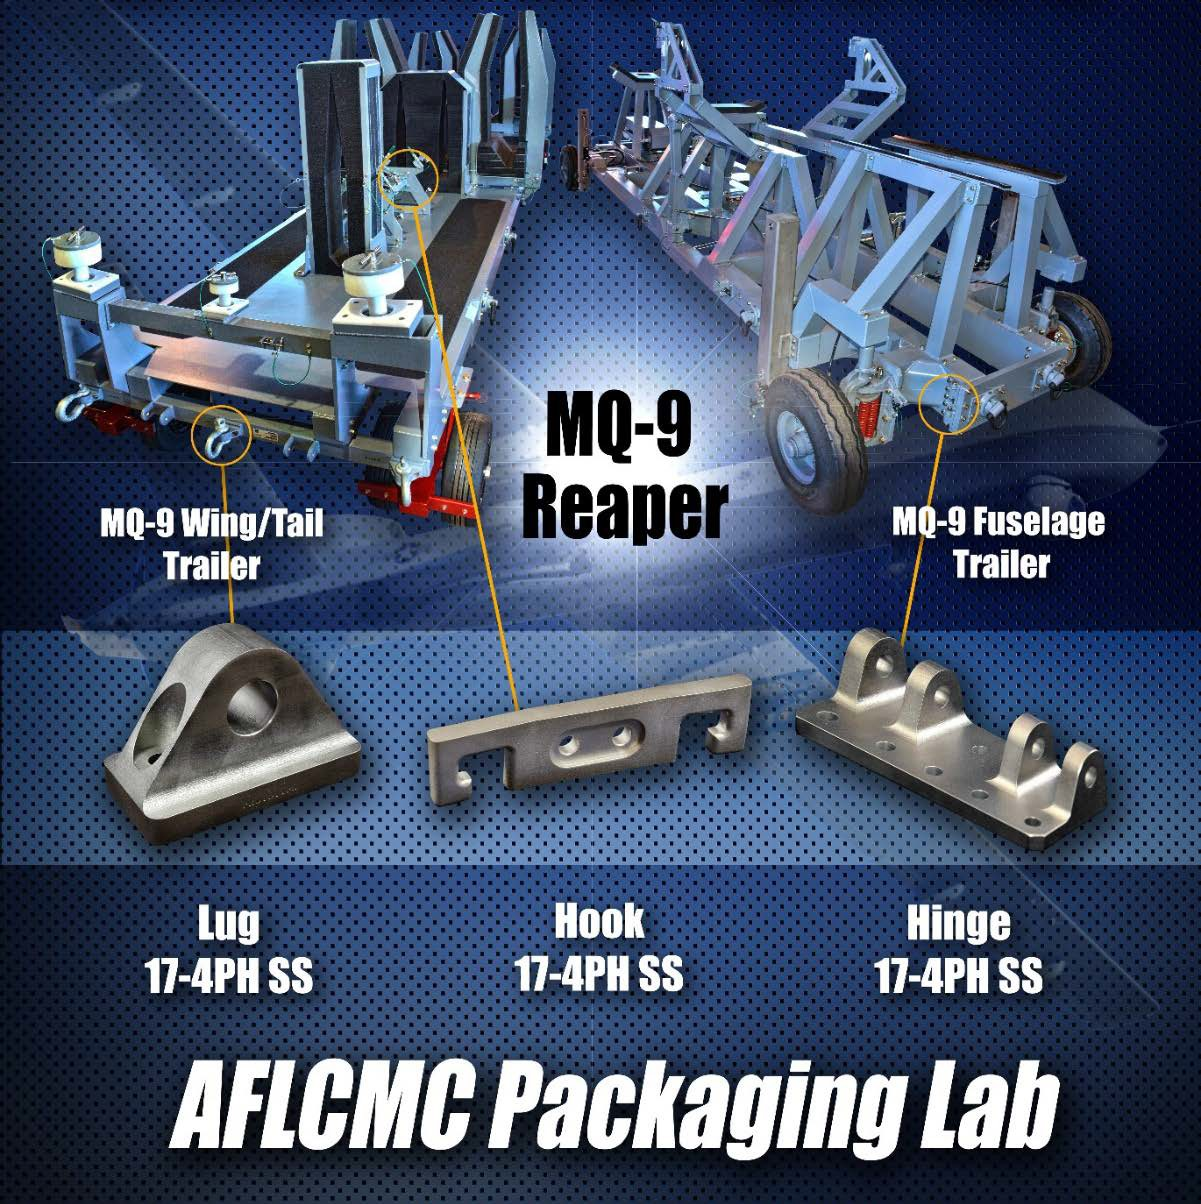 MQ-9
Reaper
MQ-9 Wing/Tail
Trailer
MQ-9 Fuselage
Trailer
Lug
17-4PH SS
Hook
17-4PH SS
Hinge
17-4PH SS
AFLCMC Packaging Lab